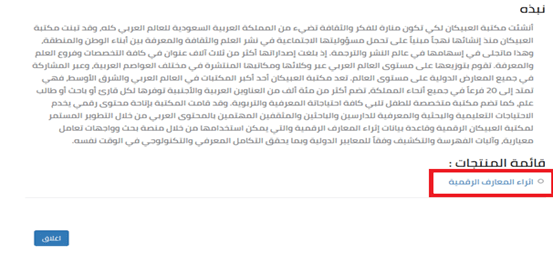 نبذه
أنشئت مكتبة العبيكان لكي تكون منارة للفكر والثقافة تضيء من المملكة العربية السعودية للعالم العربي كله، وقد تبنت مكتبة
العبيكان منذ إنشائها نهجاً مبنياً على تحمل مسؤوليتها الاجتماعية في نشر العلم والثقافة والمعرفة بين أبناء الوطن والمنطقة،
وهذا ماتجلى في إسهامها في عالم النشر والترجمة. إذ بلغت إصداراتها أكثر من ثلاث آلاف عنوان في كافة التخصصات وفروع العلم
والمعرفة. تقوم بتوزيعها على مستوى العالم العربي عبر وكلائها ومكاتبها المنتشرة في مختلف العواصم العربية، وعبر المشاركة
في جميع المعارض الدولية على مستوى العالم. تعد مكتبة العبيكان أحد أكبر المكتبات في العالم العربي والشرق الأوسط، فهي
تمتد إلى 20 فرعاً في جميع أنحاء المملكة، تضم أكثر من مئة ألف من العناوين العربية والأجنبية توفرها لكل قارئ أو باحث أو طالب
علم. كما تضم مكتبة متخصصة للطفل تلبي كافة احتياجاتة المعرفية والتربوية. وقد قامت المكتبة بإتاحة محتوى رقمي يخدم
الاحتياجات التعليمية والبحثية والمعرفية للدارسين والباحثين والمثقفين المهتمين بالمحتوى العربي من خلال التطوير المستمر
لمكتبة العبيكان الرقمية وقاعدة بيانات إثراء المعارف الرقمية والتي يمكن استخدامها من خلال منصة بحث وواجهات تعامل
معيارية، وآليات الفهرسة والتكشيف وفقاً للمعايير الدولية وبما يحقق التكامل المعرفي والتكنولوجي في الوقت نفسه.
قائمة المنتجات :
اثراء المعارف الرقمية
اغلاق